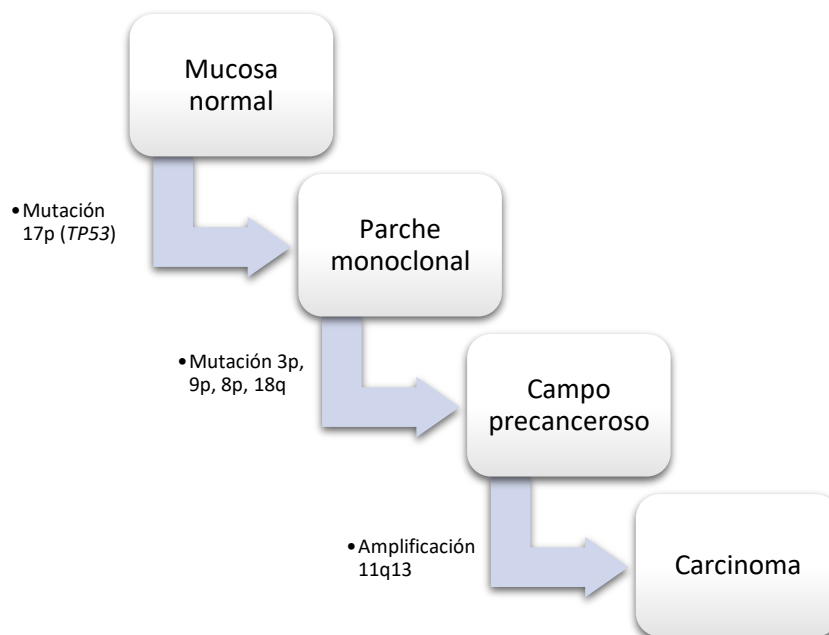 Mucosa
normal
•Mutación
17p (TP53)
Parche
monoclonal
•Mutación 3p,
9p, 8p, 18q
Campo
precanceroso
•Amplificación
11q13
Carcinoma